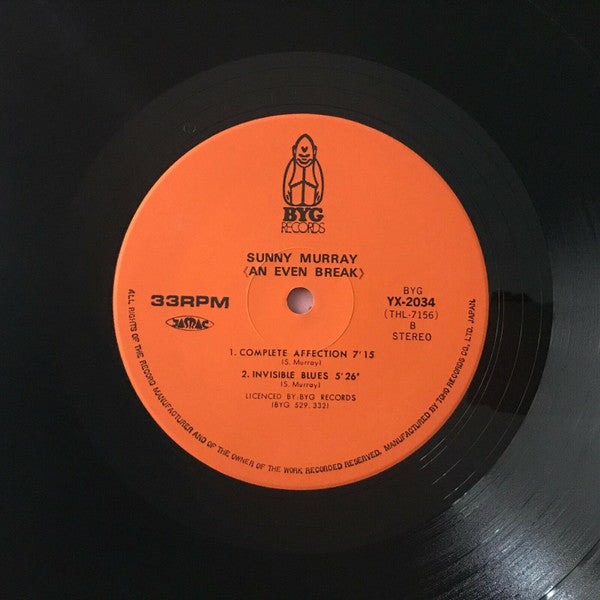 BYG
RECORDS
SUNNY MURRAY
《AN EVEN BREAK》
33RPM
JASRAC
BYG
YX-2034
(THL-7156)
B
STEREO
1. COMPLETE AFFECTION 7'15
(S. Murray)
2. INVISIBLE BLUES 5'26"
(S. Murray)
LICENCED BY: BYG RECORDS
(BYG 529. 332)
ALL RIGHTS OF THE RECORD MANUFACTURER AND OF THE OWNER OF THE WORK RECORDED RESERVED. MANUFACTURED BY TOHO RECORDS CO., LTD. JAPAN.